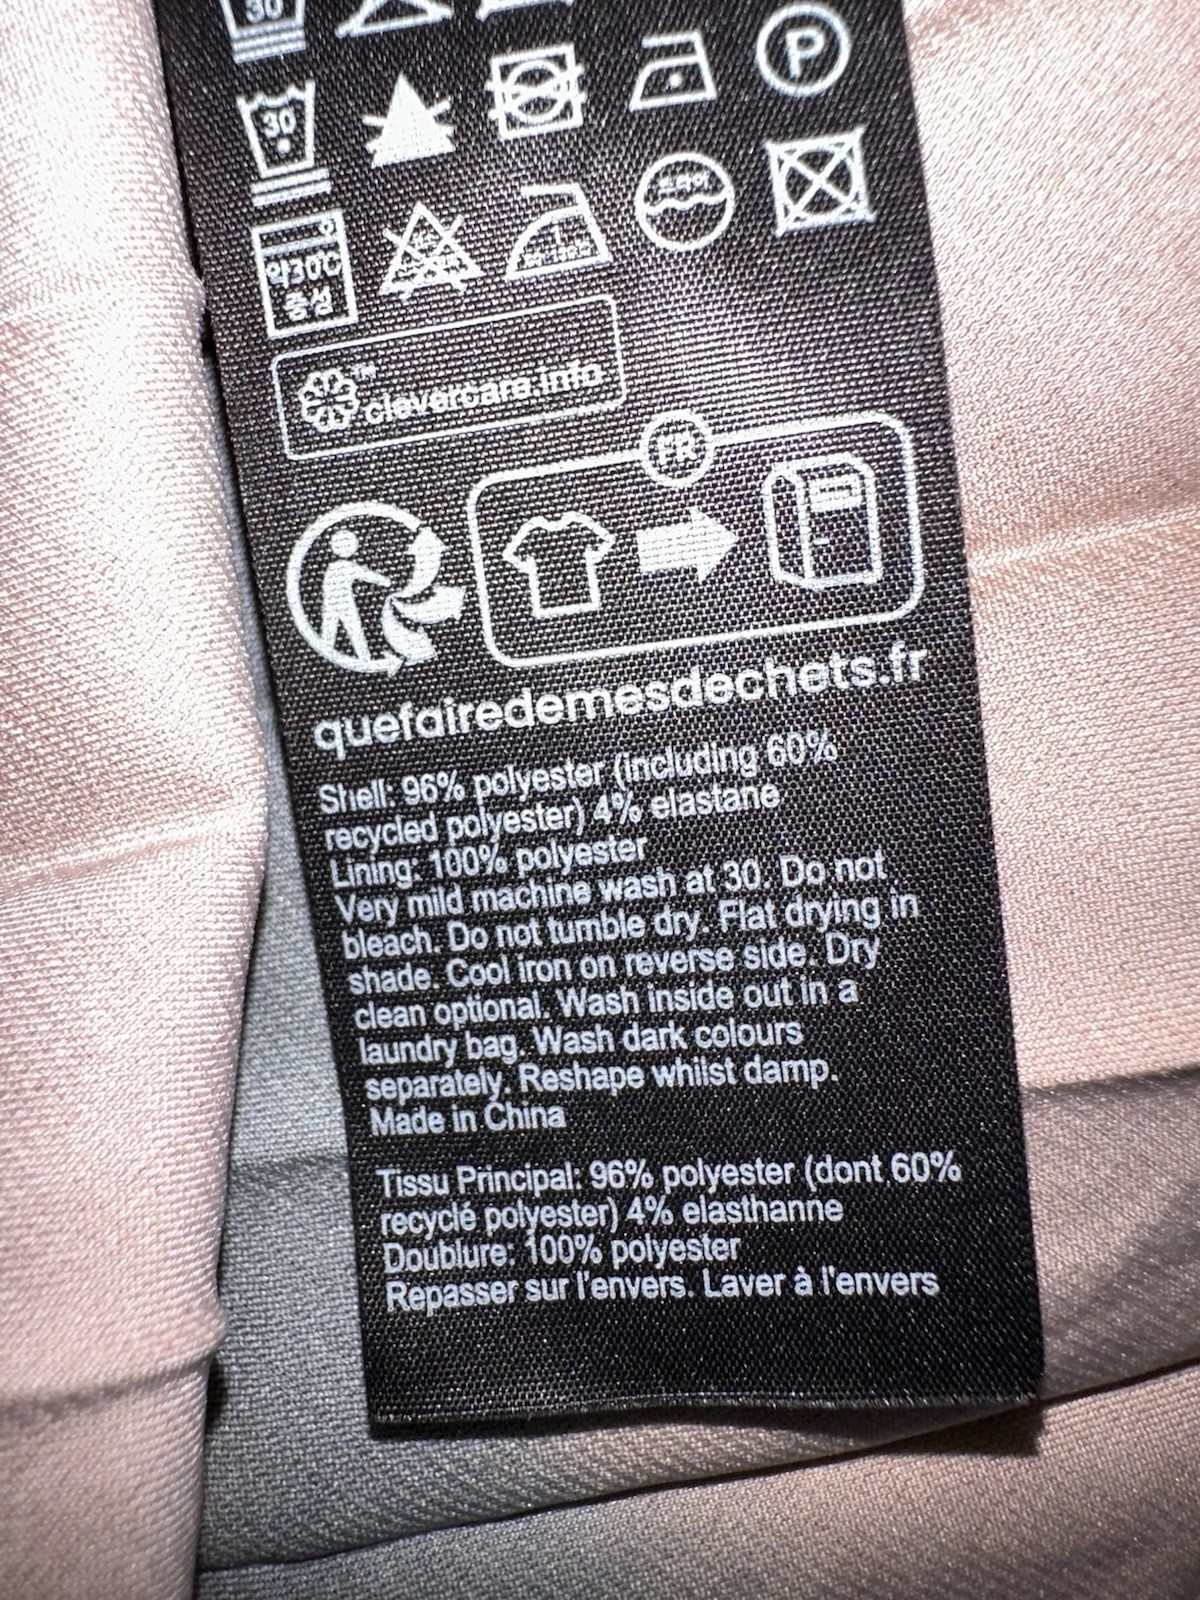 30
P
30
드라이
약30℃
중성
TM
clevercare.info
FR
quefairedemesdechets.fr
Shell: 96% polyester (including 60%
recycled polyester) 4% elastane
Lining: 100% polyester
Very mild machine wash at 30. Do not
bleach. Do not tumble dry. Flat drying in
shade. Cool iron on reverse side. Dry
clean optional. Wash inside out in a
laundry bag. Wash dark colours
separately. Reshape whilst damp.
Made in China
Tissu Principal: 96% polyester (dont 60%
recyclé polyester) 4% elasthanne
Doublure: 100% polyester
Repasser sur l'envers. Laver à l'envers